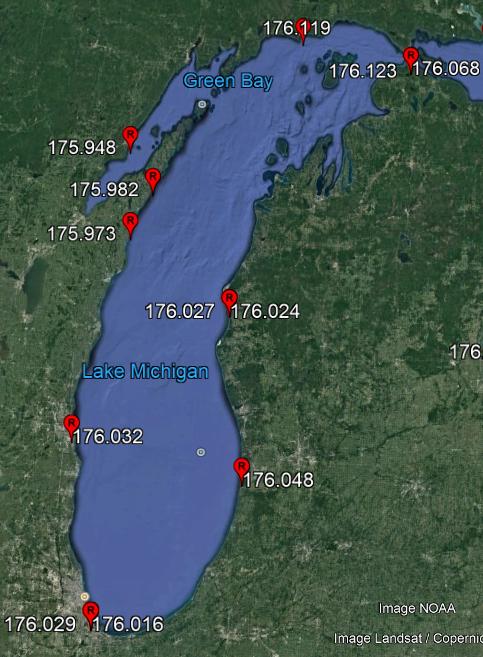 176.119
176.123 176.068
Green Bay
175.948
175.982
175.973
176.027 176.024
176.
Lake Michigan
176.032
176.048
Image NOAA
176.029 176.016
Image Landsat / Copernic